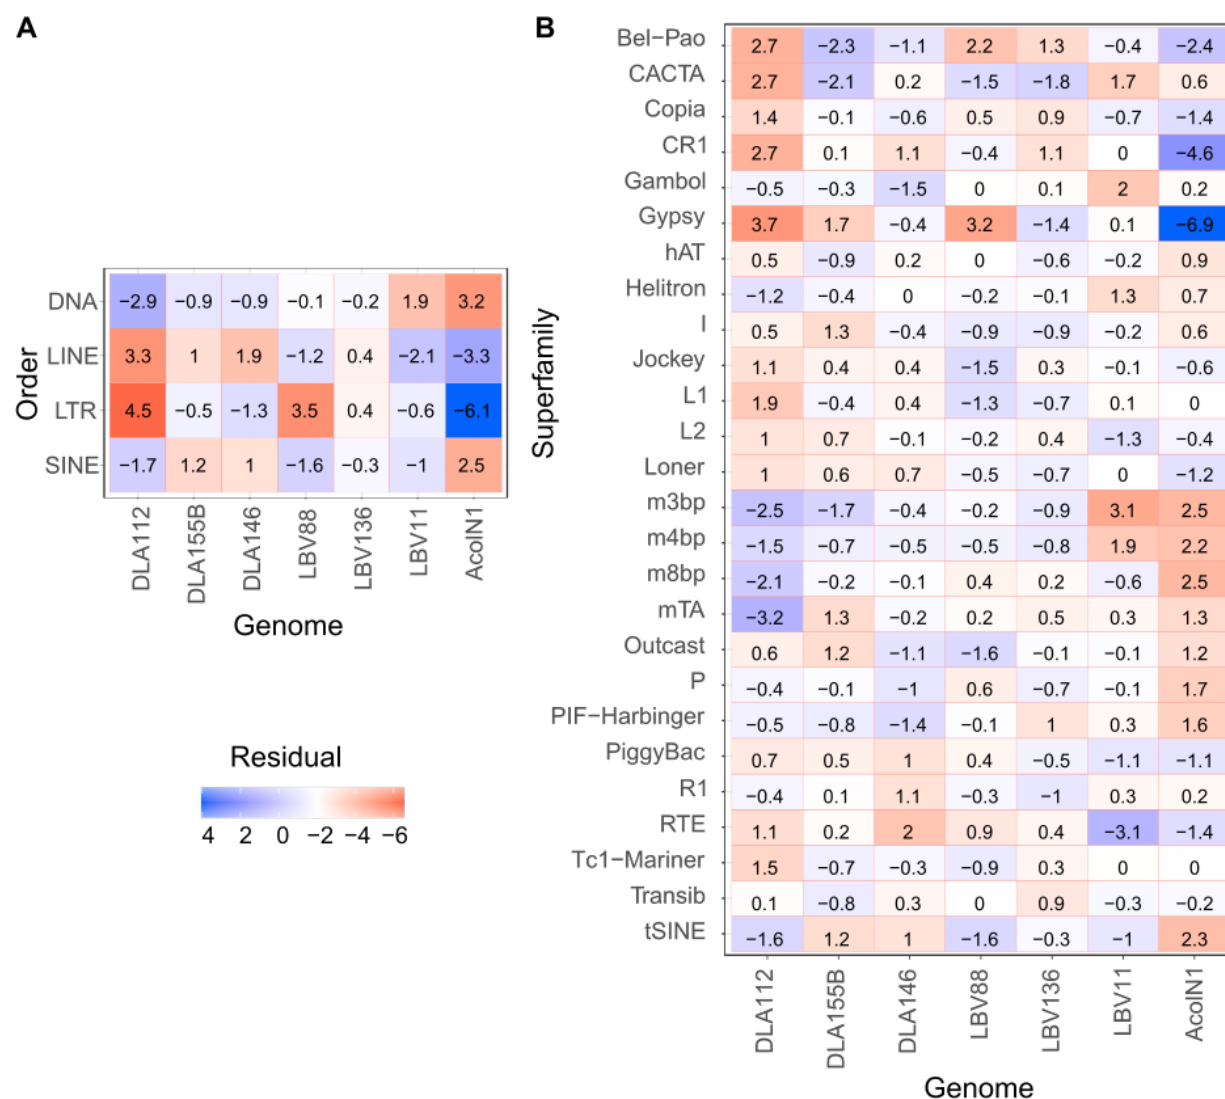 A
Order
DNA −2.9 −0.9 −0.9 −0.1 −0.2 1.9 3.2
LINE 3.3 1 1.9 −1.2 0.4 −2.1 −3.3
LTR 4.5 −0.5 −1.3 3.5 0.4 −0.6 −6.1
SINE −1.7 1.2 1 −1.6 −0.3 −1 2.5
DLA112 DLA155B DLA146 LBV88 LBV136 LBV11 AcolN1
Genome
Residual
4 2 0 −2 −4 −6
B
Superfamily
Bel−Pao 2.7 −2.3 −1.1 2.2 1.3 −0.4 −2.4
CACTA 2.7 −2.1 0.2 −1.5 −1.8 1.7 0.6
Copia 1.4 −0.1 −0.6 0.5 0.9 −0.7 −1.4
CR1 2.7 0.1 1.1 −0.4 1.1 0 −4.6
Gambol −0.5 −0.3 −1.5 0 0.1 2 0.2
Gypsy 3.7 1.7 −0.4 3.2 −1.4 0.1 −6.9
hAT 0.5 −0.9 0.2 0 −0.6 −0.2 0.9
Helitron −1.2 −0.4 0 −0.2 −0.1 1.3 0.7
I 0.5 1.3 −0.4 −0.9 −0.9 −0.2 0.6
Jockey 1.1 0.4 0.4 −1.5 0.3 −0.1 −0.6
L1 1.9 −0.4 0.4 −1.3 −0.7 0.1 0
L2 1 0.7 −0.1 −0.2 0.4 −1.3 −0.4
Loner 1 0.6 0.7 −0.5 −0.7 0 −1.2
m3bp −2.5 −1.7 −0.4 −0.2 −0.9 3.1 2.5
m4bp −1.5 −0.7 −0.5 −0.5 −0.8 1.9 2.2
m8bp −2.1 −0.2 −0.1 0.4 0.2 −0.6 2.5
mTA −3.2 1.3 −0.2 0.2 0.5 0.3 1.3
Outcast 0.6 1.2 −1.1 −1.6 −0.1 −0.1 1.2
P −0.4 −0.1 −1 0.6 −0.7 −0.1 1.7
PIF−Harbinger −0.5 −0.8 −1.4 −0.1 1 0.3 1.6
PiggyBac 0.7 0.5 1 0.4 −0.5 −1.1 −1.1
R1 −0.4 0.1 1.1 −0.3 −1 0.3 0.2
RTE 1.1 0.2 2 0.9 0.4 −3.1 −1.4
Tc1−Mariner 1.5 −0.7 −0.3 −0.9 0.3 0 0
Transib 0.1 −0.8 0.3 0 0.9 −0.3 −0.2
tSINE −1.6 1.2 1 −1.6 −0.3 −1 2.3
DLA112 DLA155B DLA146 LBV88 LBV136 LBV11 AcolN1
Genome